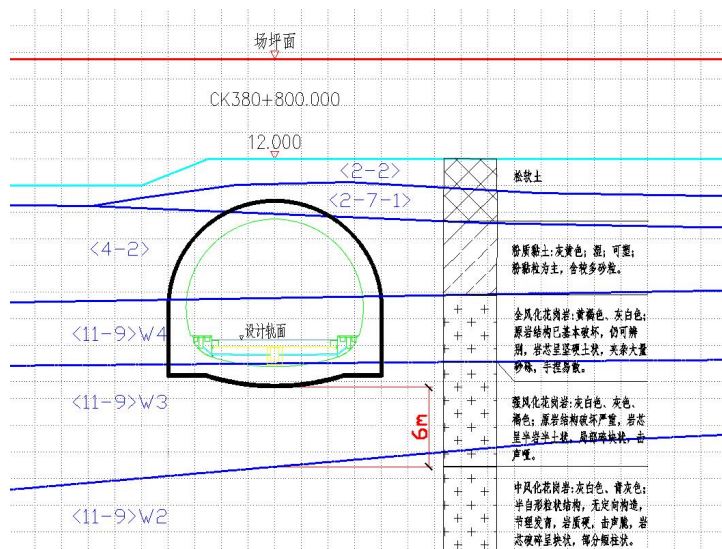 场坪面
CK380+800.000
12.000
<2-2>
松软土
<2-7-1>
<4-2>
粉质黏土:灰黄色；湿；可塑；
粉黏粒为主，含较多砂粒。
<11-9>W4
设计轨面
全风化花岗岩:黄褐色、灰白色；
原岩结构已基本破坏，仍可辨
别，岩芯呈坚硬土状，夹杂大量
砂砾，手捏易散。
<11-9>W3
6m
强风化花岗岩:灰白色、灰色、
褐色；原岩结构破坏严重，岩芯
呈半岩半土状，局部碎块状，击
声哑。
<11-9>W2
中风化花岗岩:灰白色、青灰色；
半自形粒状结构，无定向构造，
节理发育，岩质硬，击声脆，岩
芯破碎呈块状，部分短柱状。